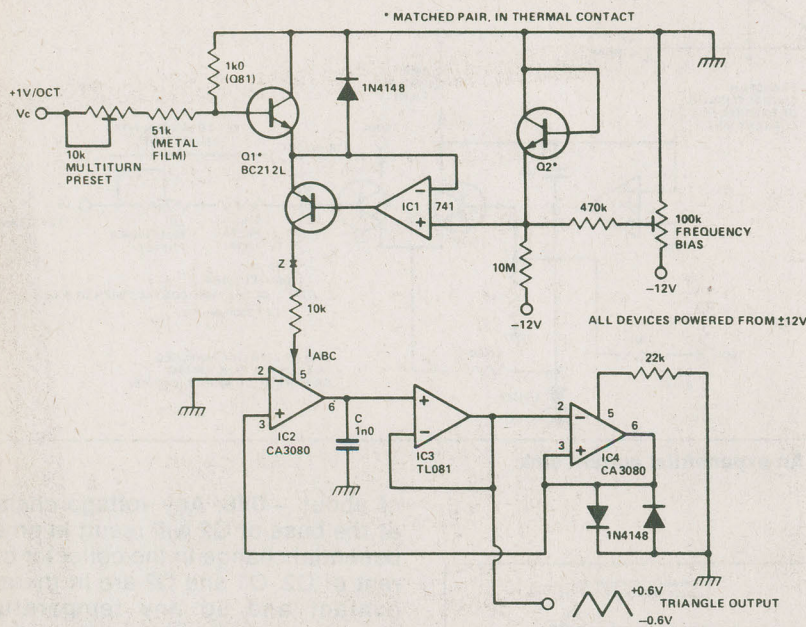 * MATCHED PAIR, IN THERMAL CONTACT
1k0
(Q81)
+1V/OCT
Vc
51k
(METAL
FILM)
10k
MULTITURN
PRESET
1N4148
Q1*
BC212L
Q2*
IC1
741
−
+
470k
100k
FREQUENCY
BIAS
−12V
10M
−12V
Z
10k
IABC
ALL DEVICES POWERED FROM ±12V
22k
2
−
5
3
+
6
IC2
CA3080
C
1n0
+
−
IC3
TL081
2
−
5
3
+
6
IC4
CA3080
1N4148
+0.6V
TRIANGLE OUTPUT
−0.6V